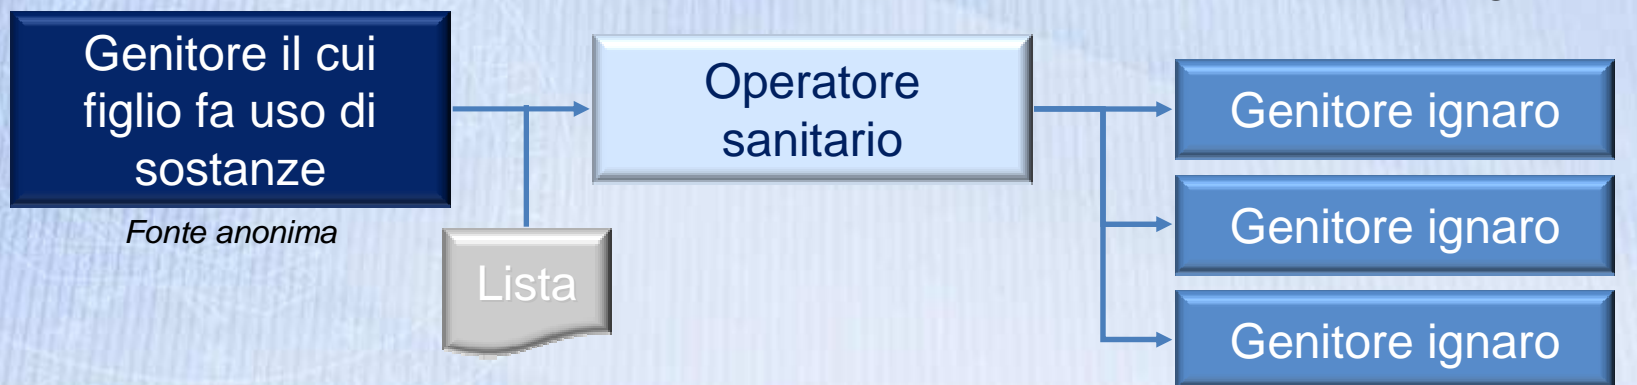 Genitore il cui
figlio fa uso di
sostanze
Fonte anonima
Lista
Operatore
sanitario
Genitore ignaro
Genitore ignaro
Genitore ignaro